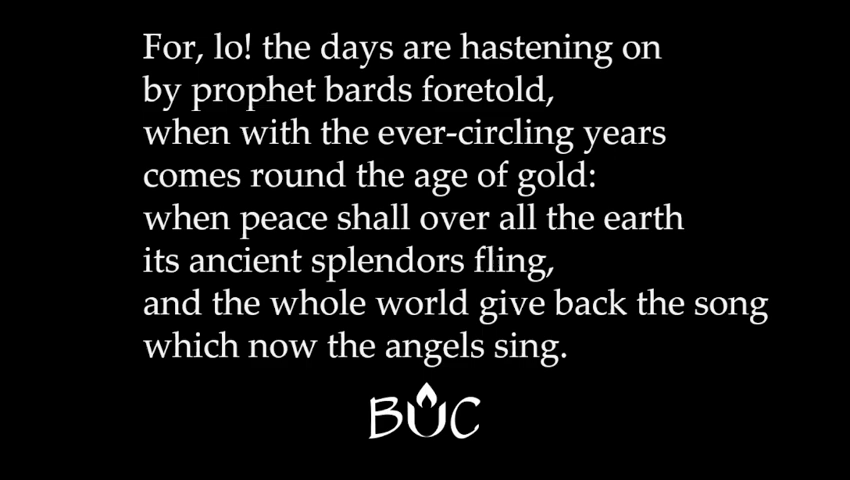 For, lo! the days are hastening on
by prophet bards foretold,
when with the ever-circling years
comes round the age of gold:
when peace shall over all the earth
its ancient splendors fling,
and the whole world give back the song
which now the angels sing.
BUC